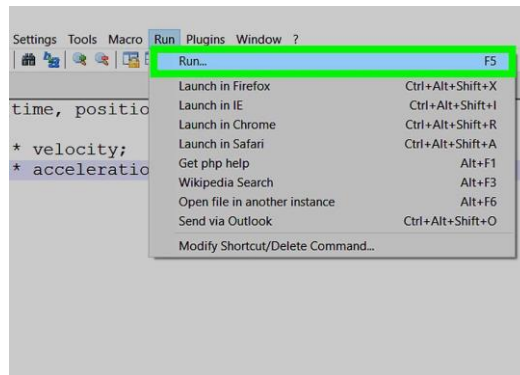 Settings Tools Macro Run Plugins Window ?
Run... F5
Launch in Firefox Ctrl+Alt+Shift+X
Launch in IE Ctrl+Alt+Shift+I
Launch in Chrome Ctrl+Alt+Shift+R
Launch in Safari Ctrl+Alt+Shift+A
Get php help Alt+F1
Wikipedia Search Alt+F3
Open file in another instance Alt+F6
Send via Outlook Ctrl+Alt+Shift+O
Modify Shortcut/Delete Command...
time, positio
* velocity;
* acceleratio